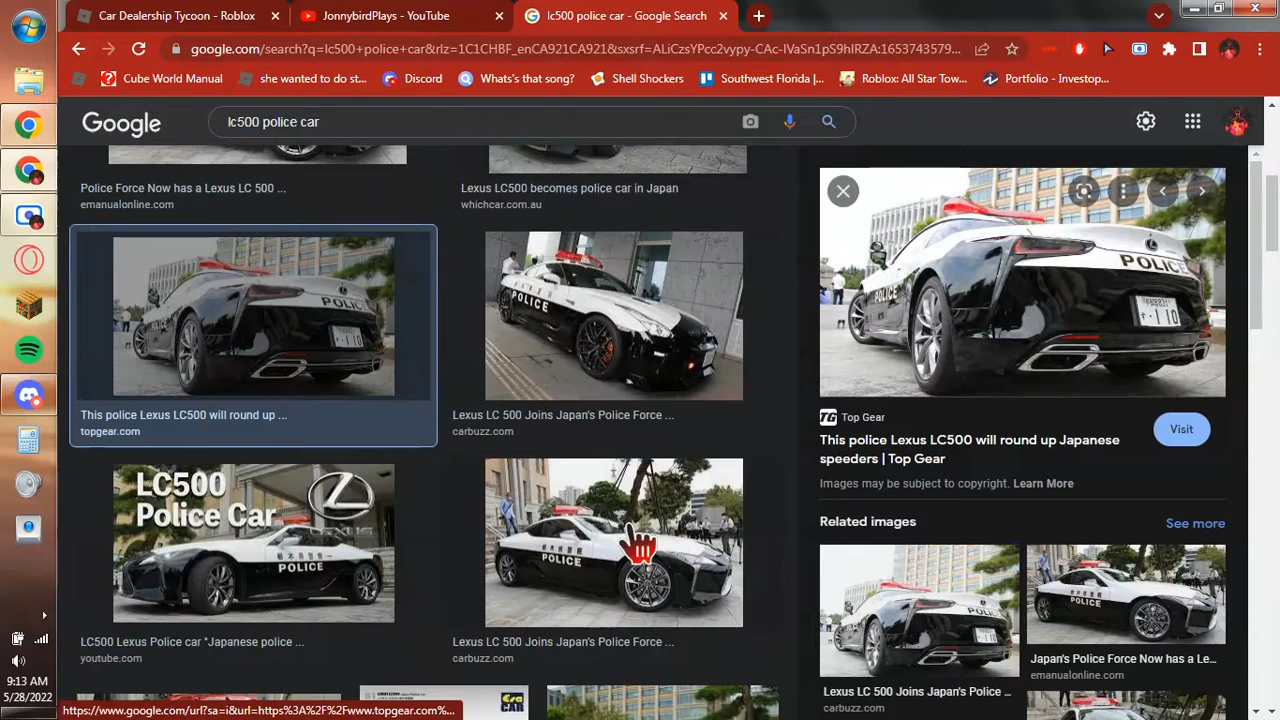 Car Dealership Tycoon - Roblox
JonnybirdPlays - YouTube
lc500 police car - Google Search
google.com/search?q=lc500+police+car&rlz=1C1CHBF_enCA921CA921&sxsrf=ALiCzsYPcc2vypy-CAc-IVaSn1pS9hIRZA:1653743579...
Cube World Manual
she wanted to do st...
Discord
Whats's that song?
Shell Shockers
Southwest Florida |...
Roblox: All Star Tow...
Portfolio - Investop...
Google
lc500 police car
Police Force Now has a Lexus LC 500 ...
emanualonline.com
Lexus LC500 becomes police car in Japan
whichcar.com.au
POLICE
This police Lexus LC500 will round up ...
topgear.com
POLICE
Lexus LC 500 Joins Japan's Police Force ...
carbuzz.com
LC500
Police Car
POLICE
LC500 Lexus Police car "Japanese police ...
youtube.com
POLICE
Lexus LC 500 Joins Japan's Police Force ...
carbuzz.com
POLICE
POLICE
TG Top Gear
This police Lexus LC500 will round up Japanese
speeders | Top Gear
Visit
Images may be subject to copyright. Learn More
Related images
See more
Lexus LC 500 Joins Japan's Police ...
carbuzz.com
Japan's Police Force Now has a Le...
emanualonline.com
9:13 AM
5/28/2022
https://www.google.com/url?sa=i&url=https%3A%2F%2Fwww.topgear.com%...